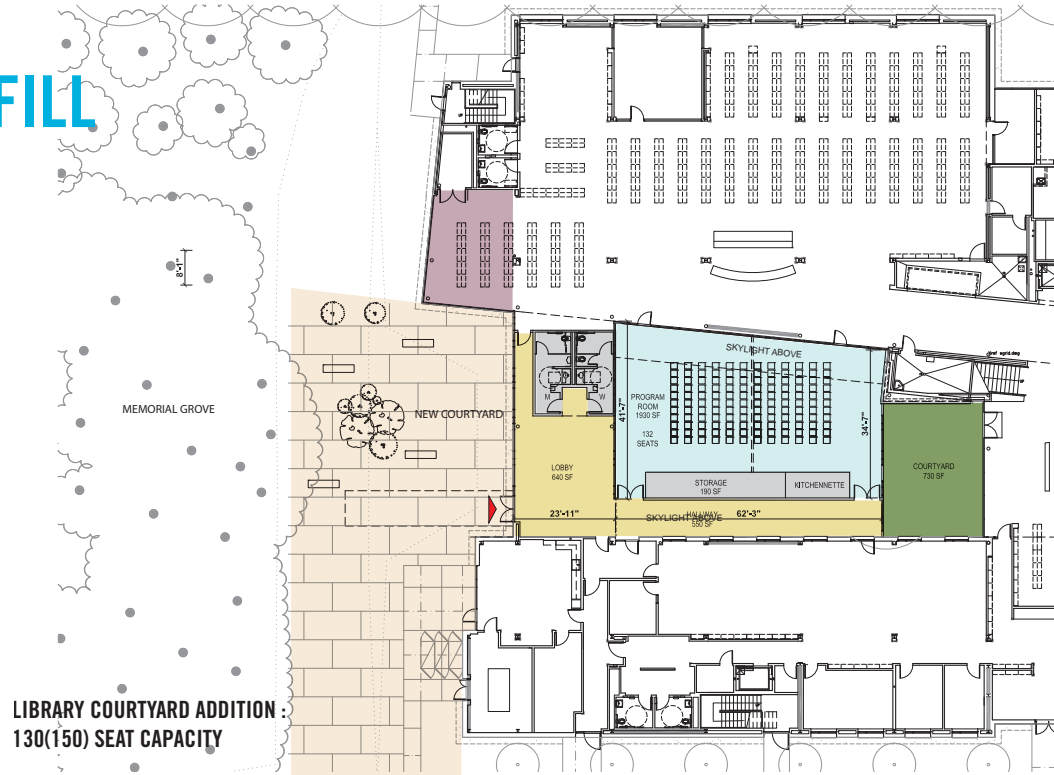 FILL
8'-1"
MEMORIAL GROVE
NEW COURTYARD
M
W
SKYLIGHT ABOVE
PROGRAM
ROOM
1930 SF
132
SEATS
41'-7"
34'-7"
LOBBY
640 SF
STORAGE
190 SF
KITCHENNETTE
COURTYARD
730 SF
23'-11"
SKYLIGHT ABOVE
HALLWAY
550 SF
62'-3"
LIBRARY COURTYARD ADDITION :
130(150) SEAT CAPACITY